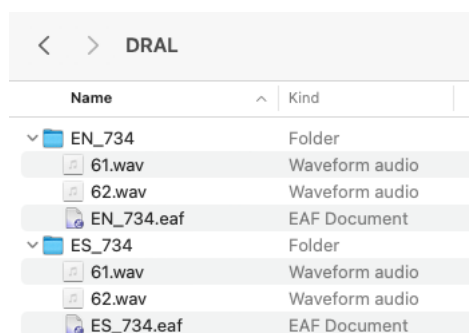 DRAL
Name Kind
EN_734 Folder
61.wav Waveform audio
62.wav Waveform audio
EN_734.eaf EAF Document
ES_734 Folder
61.wav Waveform audio
62.wav Waveform audio
ES_734.eaf EAF Document